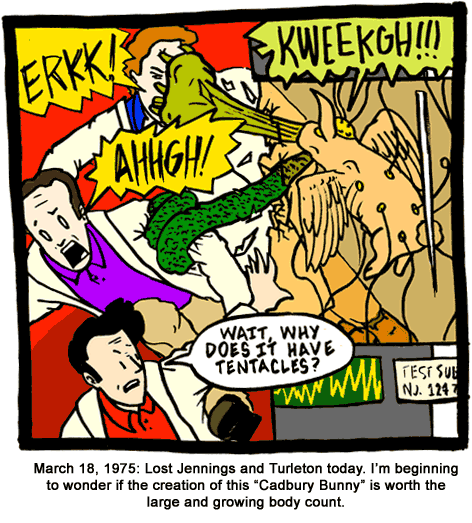 ERKK!
KWEEKGH!!!
AHHGH!
WAIT, WHY
DOES IT HAVE
TENTACLES?
TEST SUB
NO. 1247
March 18, 1975: Lost Jennings and Turleton today. I'm beginning
to wonder if the creation of this “Cadbury Bunny” is worth the
large and growing body count.